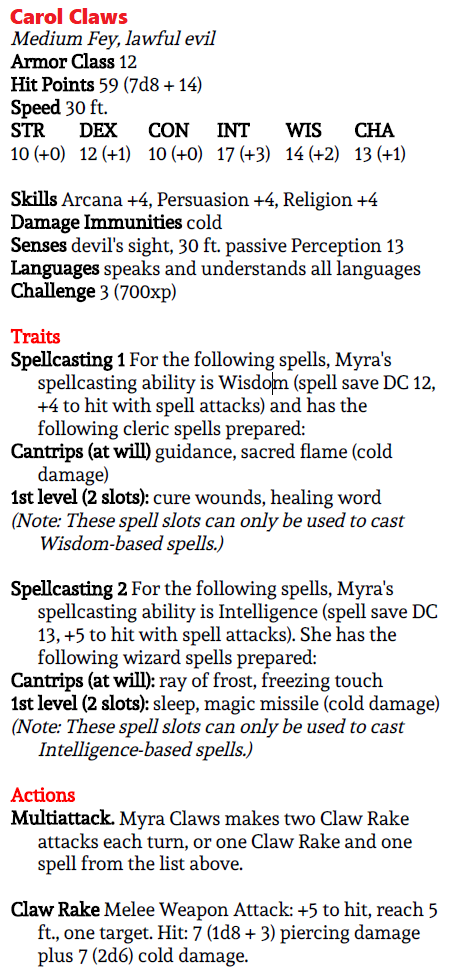 Carol Claws
Medium Fey, lawful evil
Armor Class 12
Hit Points 59 (7d8 + 14)
Speed 30 ft.
STR DEX CON INT WIS CHA
10 (+0) 12 (+1) 10 (+0) 17 (+3) 14 (+2) 13 (+1)
Skills Arcana +4, Persuasion +4, Religion +4
Damage Immunities cold
Senses devil's sight, 30 ft. passive Perception 13
Languages speaks and understands all languages
Challenge 3 (700xp)
Traits
Spellcasting 1 For the following spells, Myra's
spellcasting ability is Wisdom (spell save DC 12,
+4 to hit with spell attacks) and has the
following cleric spells prepared:
Cantrips (at will) guidance, sacred flame (cold
damage)
1st level (2 slots): cure wounds, healing word
(Note: These spell slots can only be used to cast
Wisdom-based spells.)
Spellcasting 2 For the following spells, Myra's
spellcasting ability is Intelligence (spell save DC
13, +5 to hit with spell attacks). She has the
following wizard spells prepared:
Cantrips (at will): ray of frost, freezing touch
1st level (2 slots): sleep, magic missile (cold damage)
(Note: These spell slots can only be used to cast
Intelligence-based spells.)
Actions
Multiattack. Myra Claws makes two Claw Rake
attacks each turn, or one Claw Rake and one
spell from the list above.
Claw Rake Melee Weapon Attack: +5 to hit, reach 5
ft., one target. Hit: 7 (1d8 + 3) piercing damage
plus 7 (2d6) cold damage.